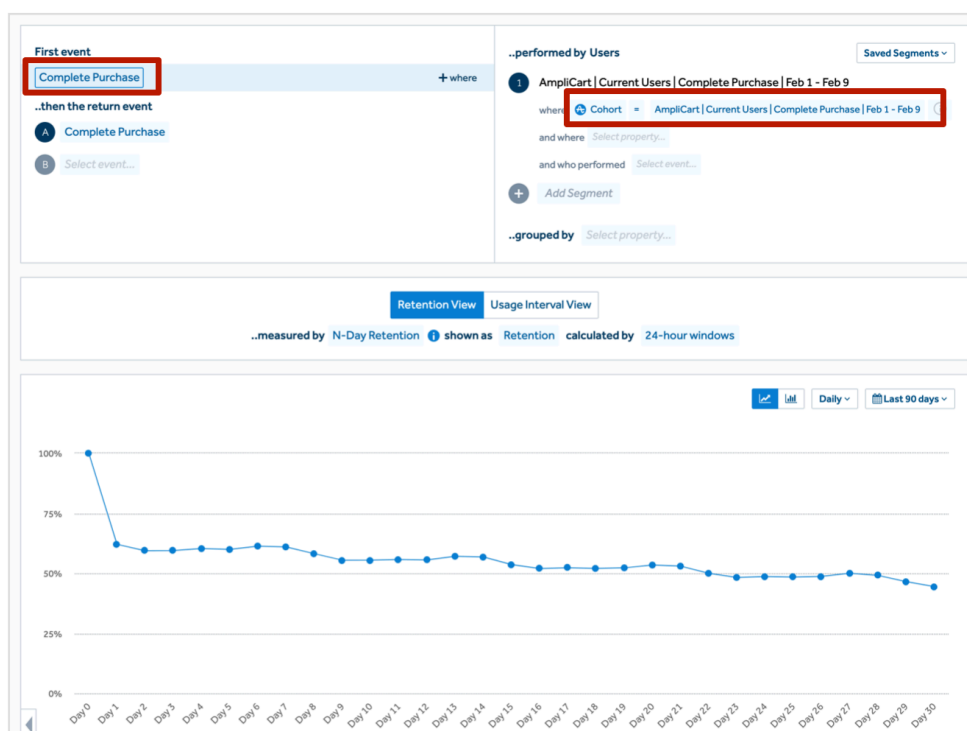 First event
Complete Purchase
+ where
..then the return event
A Complete Purchase
B Select event...
..performed by Users
Saved Segments
1 AmpliCart | Current Users | Complete Purchase | Feb 1 - Feb 9
where Cohort = AmpliCart | Current Users | Complete Purchase | Feb 1 - Feb 9
and where Select property...
and who performed Select event...
+ Add Segment
..grouped by Select property...
Retention View Usage Interval View
..measured by N-Day Retention i shown as Retention calculated by 24-hour windows
Daily Last 90 days
100%
75%
50%
25%
0%
Day 0 Day 1 Day 2 Day 3 Day 4 Day 5 Day 6 Day 7 Day 8 Day 9 Day 10 Day 11 Day 12 Day 13 Day 14 Day 15 Day 16 Day 17 Day 18 Day 19 Day 20 Day 21 Day 22 Day 23 Day 24 Day 25 Day 26 Day 27 Day 28 Day 29 Day 30